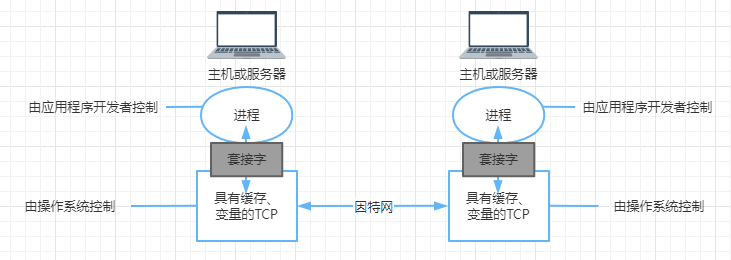 主机或服务器
主机或服务器
由应用程序开发者控制
进程
进程
由应用程序开发者控制
套接字
套接字
由操作系统控制
具有缓存、
变量的TCP
因特网
具有缓存、
变量的TCP
由操作系统控制